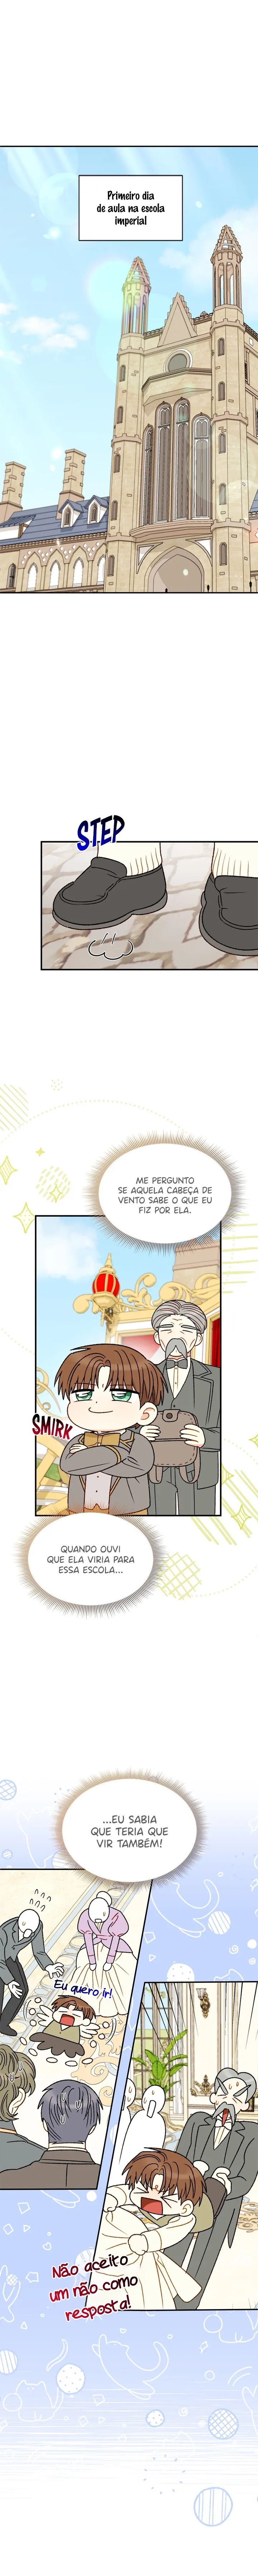 Primeiro dia
de aula na escola
imperial
STEP
ME PERGUNTO
SE AQUELA CABEÇA DE
VENTO SABE O QUE EU
FIZ POR ELA.
SMIRK
QUANDO OUVI
QUE ELA VIRIA PARA
ESSA ESCOLA...
...EU SABIA
QUE TERIA QUE
VIR TAMBÉM!
Eu quero ir!
Não aceito
um não como
resposta!